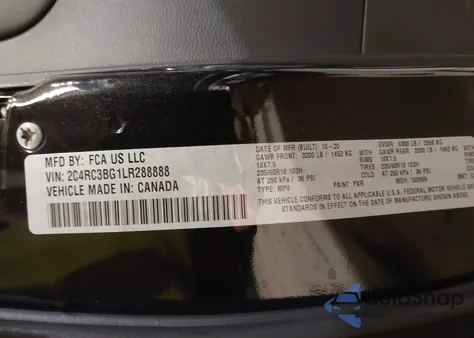 MFD BY: FCA US LLC
VIN: 2C4RC3BG1LR288888
VEHICLE MADE IN: CANADA
DATE OF MFR (BUILT) 10-20
GAWR FRONT: 3200 LB / 1452 KG
18X7.5
235/60R18 103H
AT 250 kPa / 36 PSI
TYPE: MPV
PAINT: PXR
GVWR: 6300 LB / 2858 KG
GAWR REAR: 3200 LB / 1452 KG
18X7.5
TIRES
235/60R18 103H
AT 250 kPa / 36 PSI
MDH:
THIS VEHICLE CONFORMS TO ALL APPLICABLE U.S.A. FEDERAL MOTOR VEHICLE
STANDARDS IN EFFECT ON THE DATE OF MANUFACTURE SHOWN ABOVE.